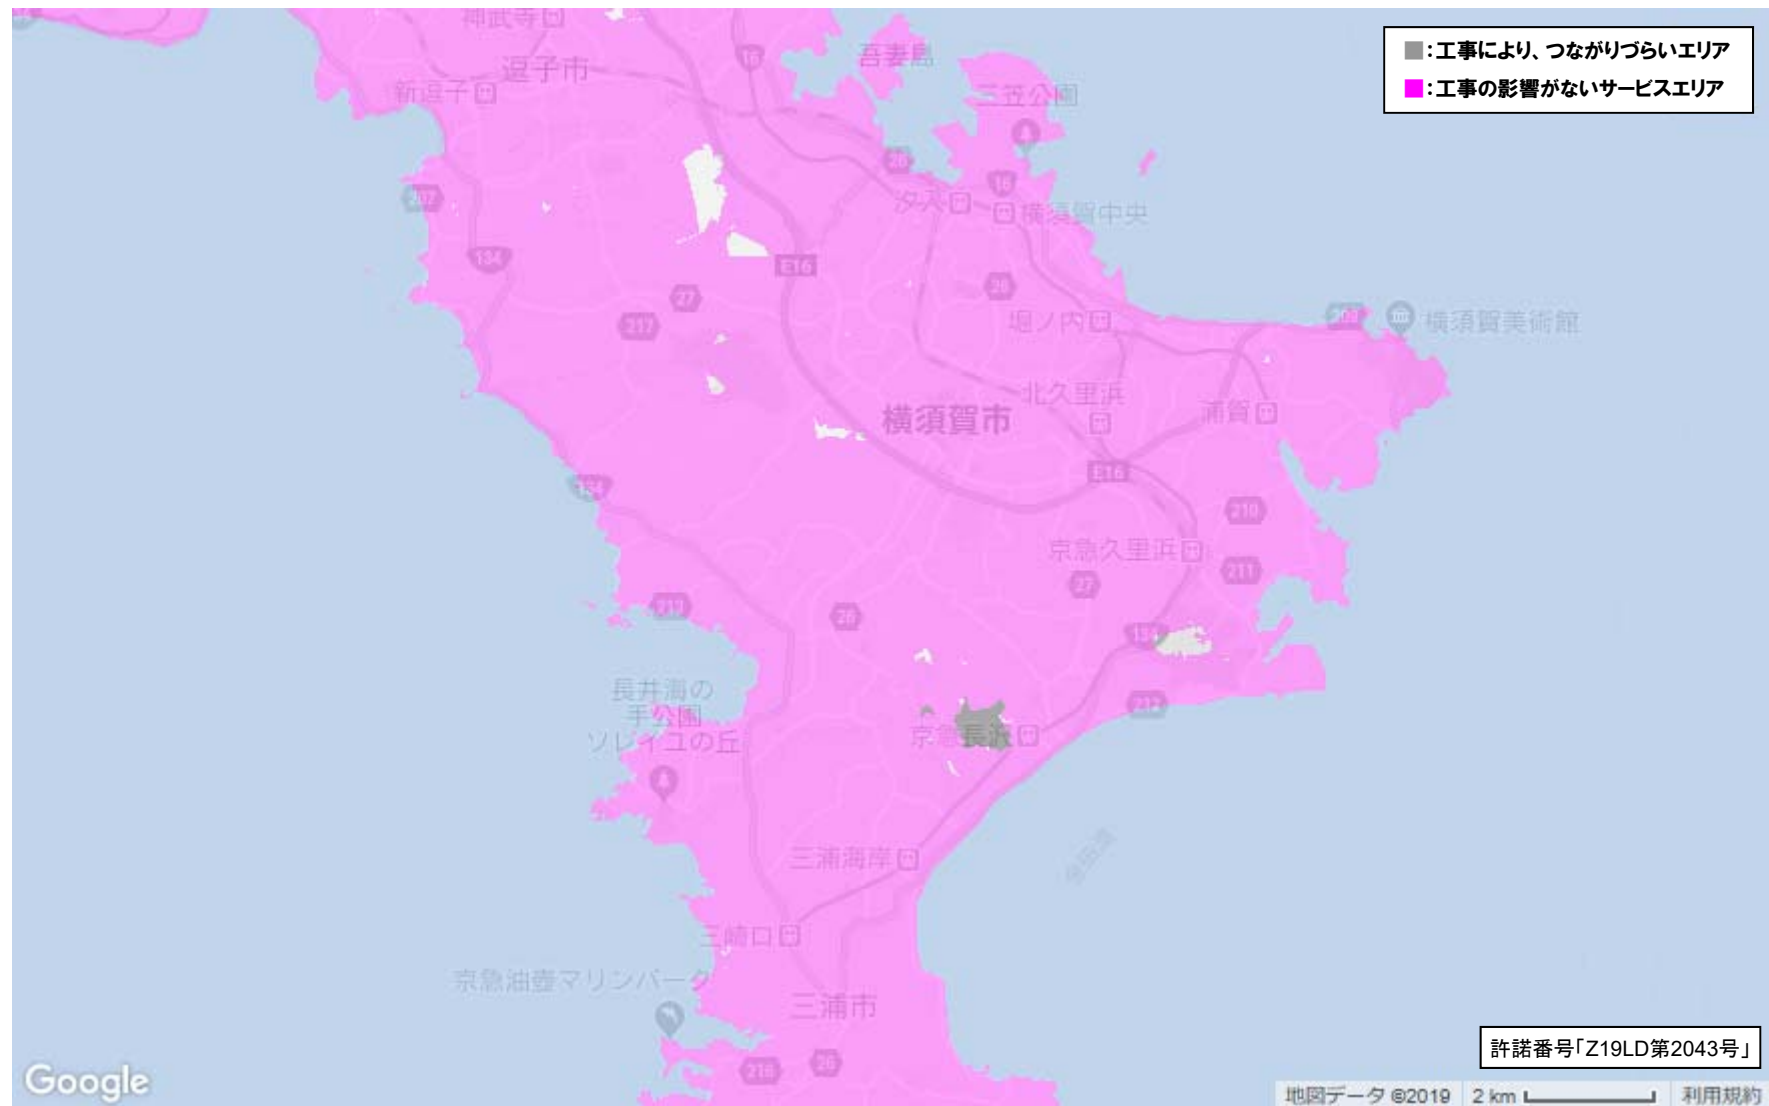 ■：工事により、つながりづらいエリア
■：工事の影響がないサービスエリア
神武寺
逗子市
新逗子
16
吾妻島
三笠公園
26
16
207
汐入
横須賀中央
134
E16
27
26
217
堀ノ内
209
横須賀美術館
北久里浜
横須賀市
浦賀
E16
134
210
京急久里浜
211
27
213
26
134
長井海の
手公園
ソレイユの丘
212
京急長沢
三浦海岸
三崎口
京急油壺マリンパーク
三浦市
216
26
許諾番号「Z19LD第2043号」
Google
地図データ ©2019
2 km
利用規約